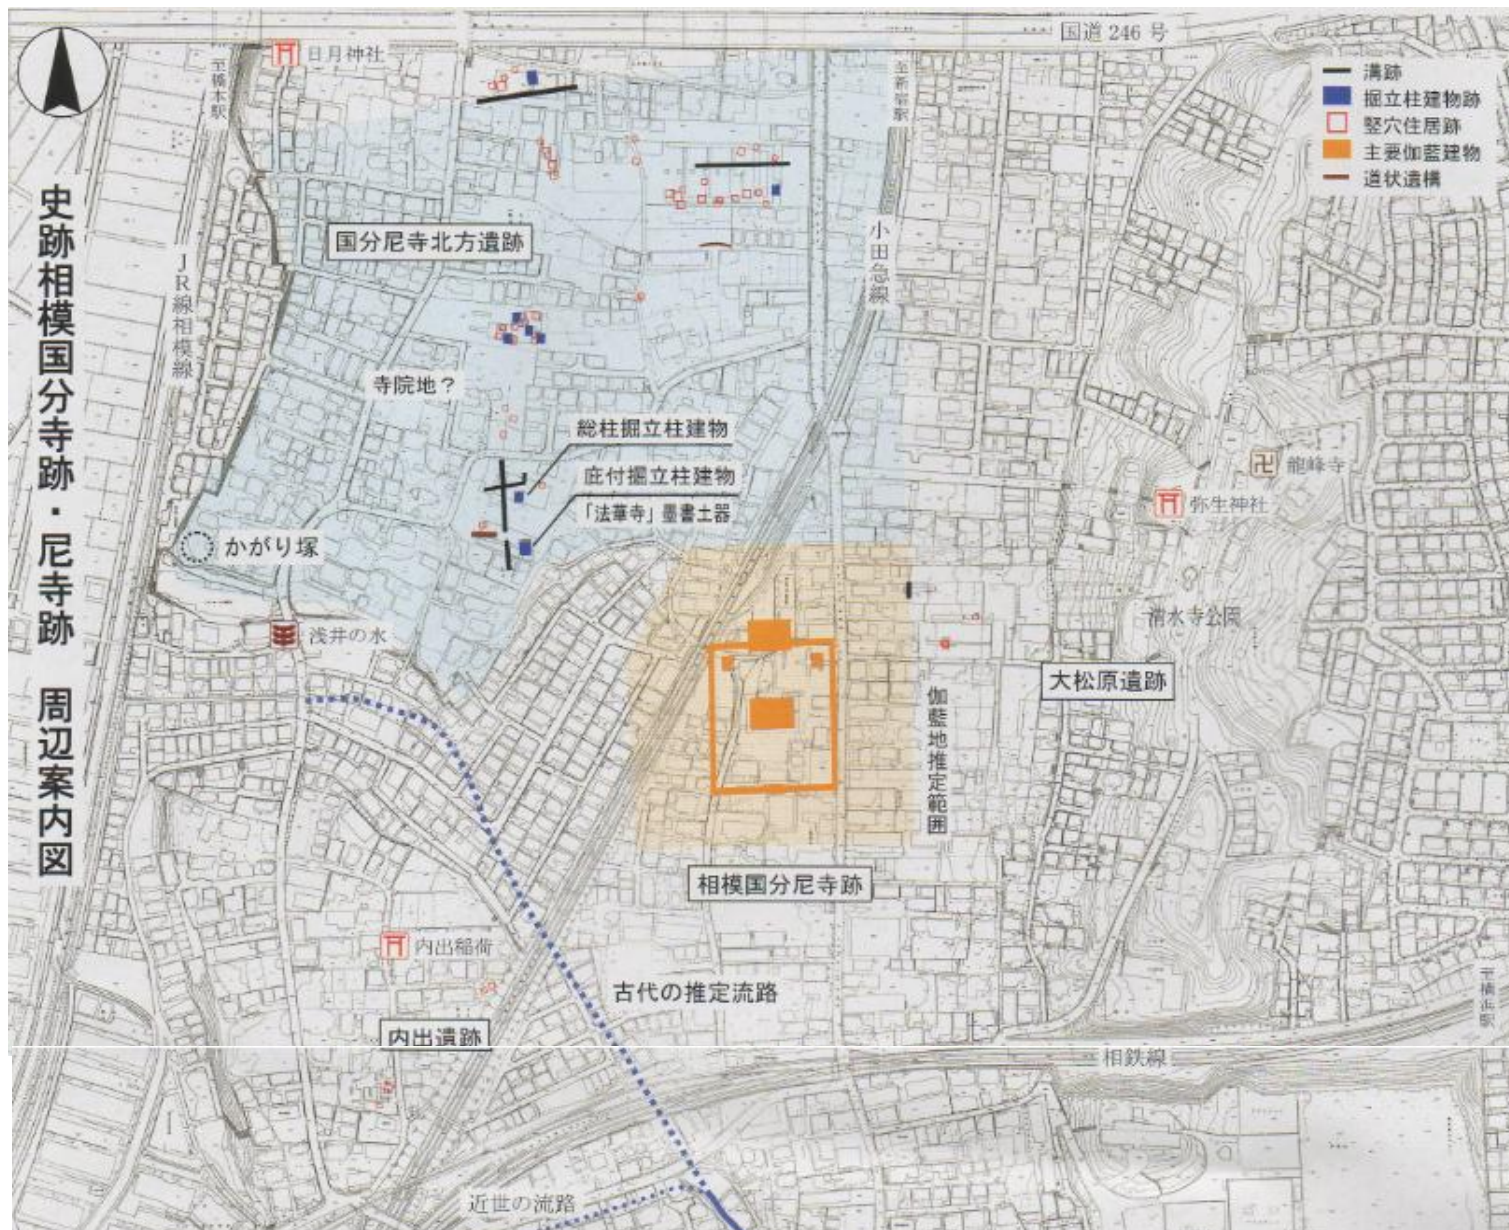 史跡相模国分寺跡・尼寺跡 周辺案内図
国道246号
溝跡
掘立柱建物跡
竪穴住居跡
主要伽藍建物
道状遺構
日月神社
至橋本駅
至新宿駅
JR線相模線
国分尼寺北方遺跡
小田急線
寺院地?
総柱掘立柱建物
庇付掘立柱建物
「法華寺」墨書土器
龍峰寺
弥生神社
かがり塚
清水寺公園
浅井の水
大松原遺跡
伽藍地推定範囲
相模国分尼寺跡
内出稲荷
古代の推定流路
至横浜駅
内出遺跡
相鉄線
近世の流路